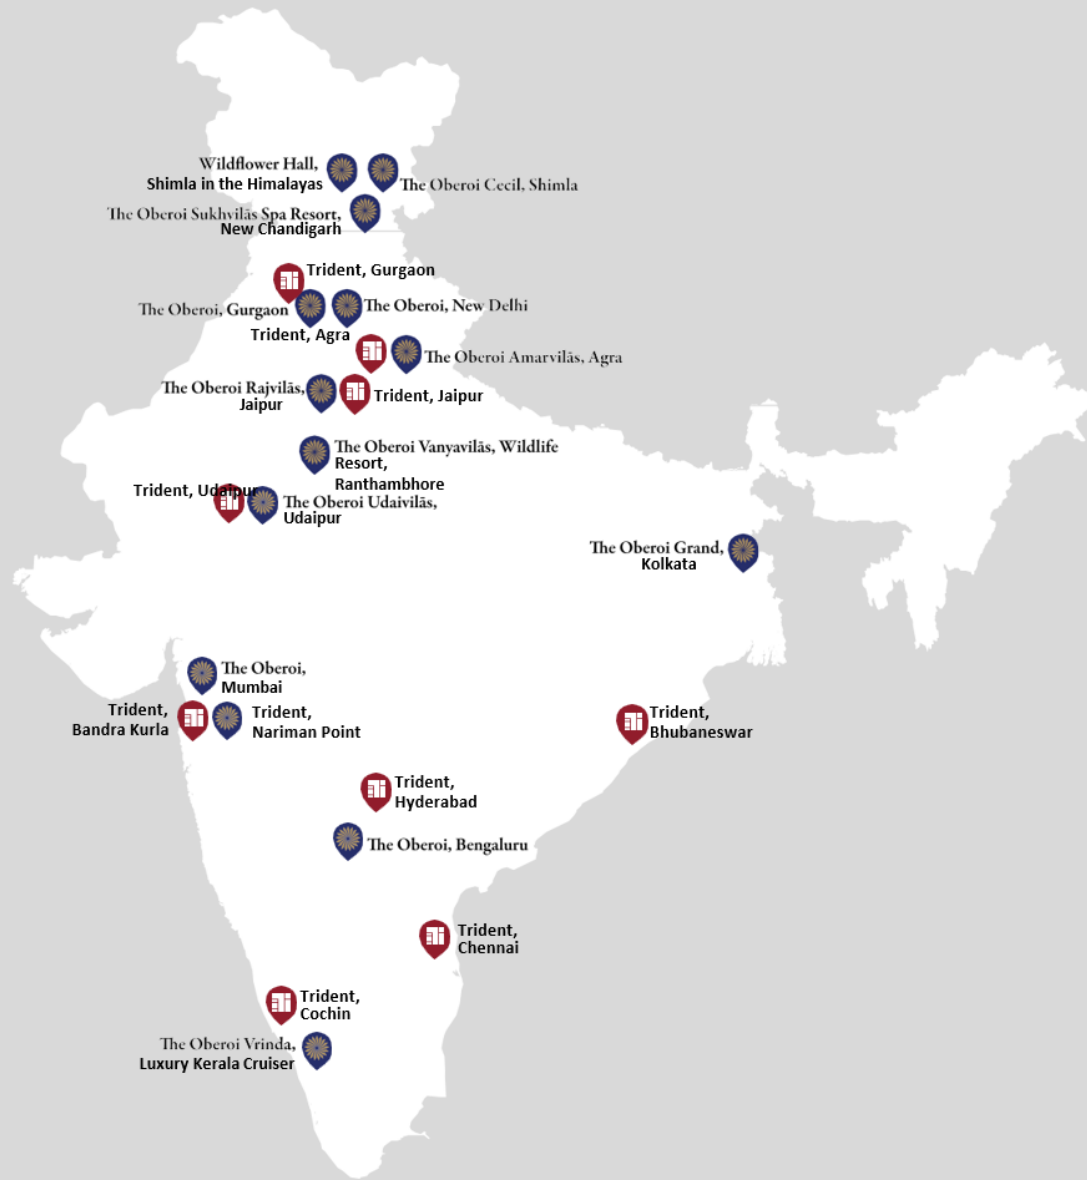 Wildflower Hall,
Shimla in the Himalayas
The Oberoi Cecil, Shimla
The Oberoi Sukhvilās Spa Resort,
New Chandigarh
Trident, Gurgaon
The Oberoi, Gurgaon
The Oberoi, New Delhi
Trident, Agra
The Oberoi Amarvilās, Agra
The Oberoi Rajvilās,
Jaipur
Trident, Jaipur
The Oberoi Vanyavilās, Wildlife
Resort,
Ranthambhore
Trident, Udaipur
The Oberoi Udaivilās,
Udaipur
The Oberoi Grand,
Kolkata
The Oberoi,
Mumbai
Trident,
Bandra Kurla
Trident,
Nariman Point
Trident,
Bhubaneswar
Trident,
Hyderabad
The Oberoi, Bengaluru
Trident,
Chennai
Trident,
Cochin
The Oberoi Vrinda,
Luxury Kerala Cruiser